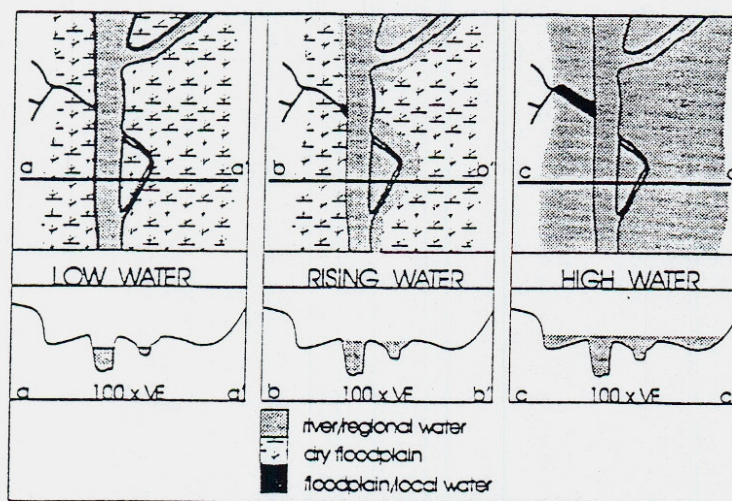 a a'
b b'
c c
LOW WATER
RISING WATER
HIGH WATER
a 100 x VE a'
b 100 x VE b'
c 100 x VE c
river/regional water
dry floodplain
floodplain/local water